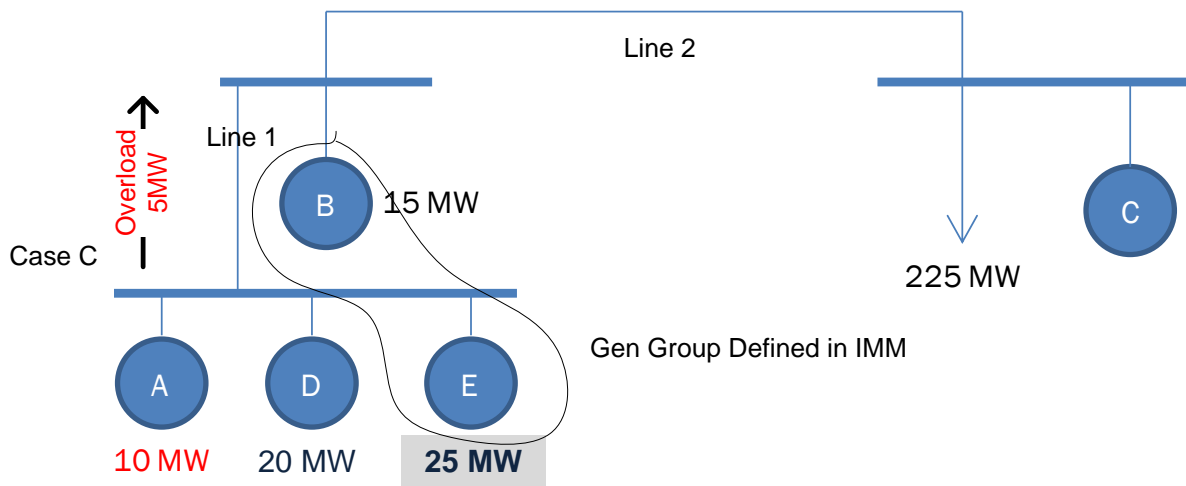 Line 2
Line 1
Overload
5MW
B
15 MW
C
Case C
225 MW
Gen Group Defined in IMM
A
D
E
10 MW
20 MW
25 MW